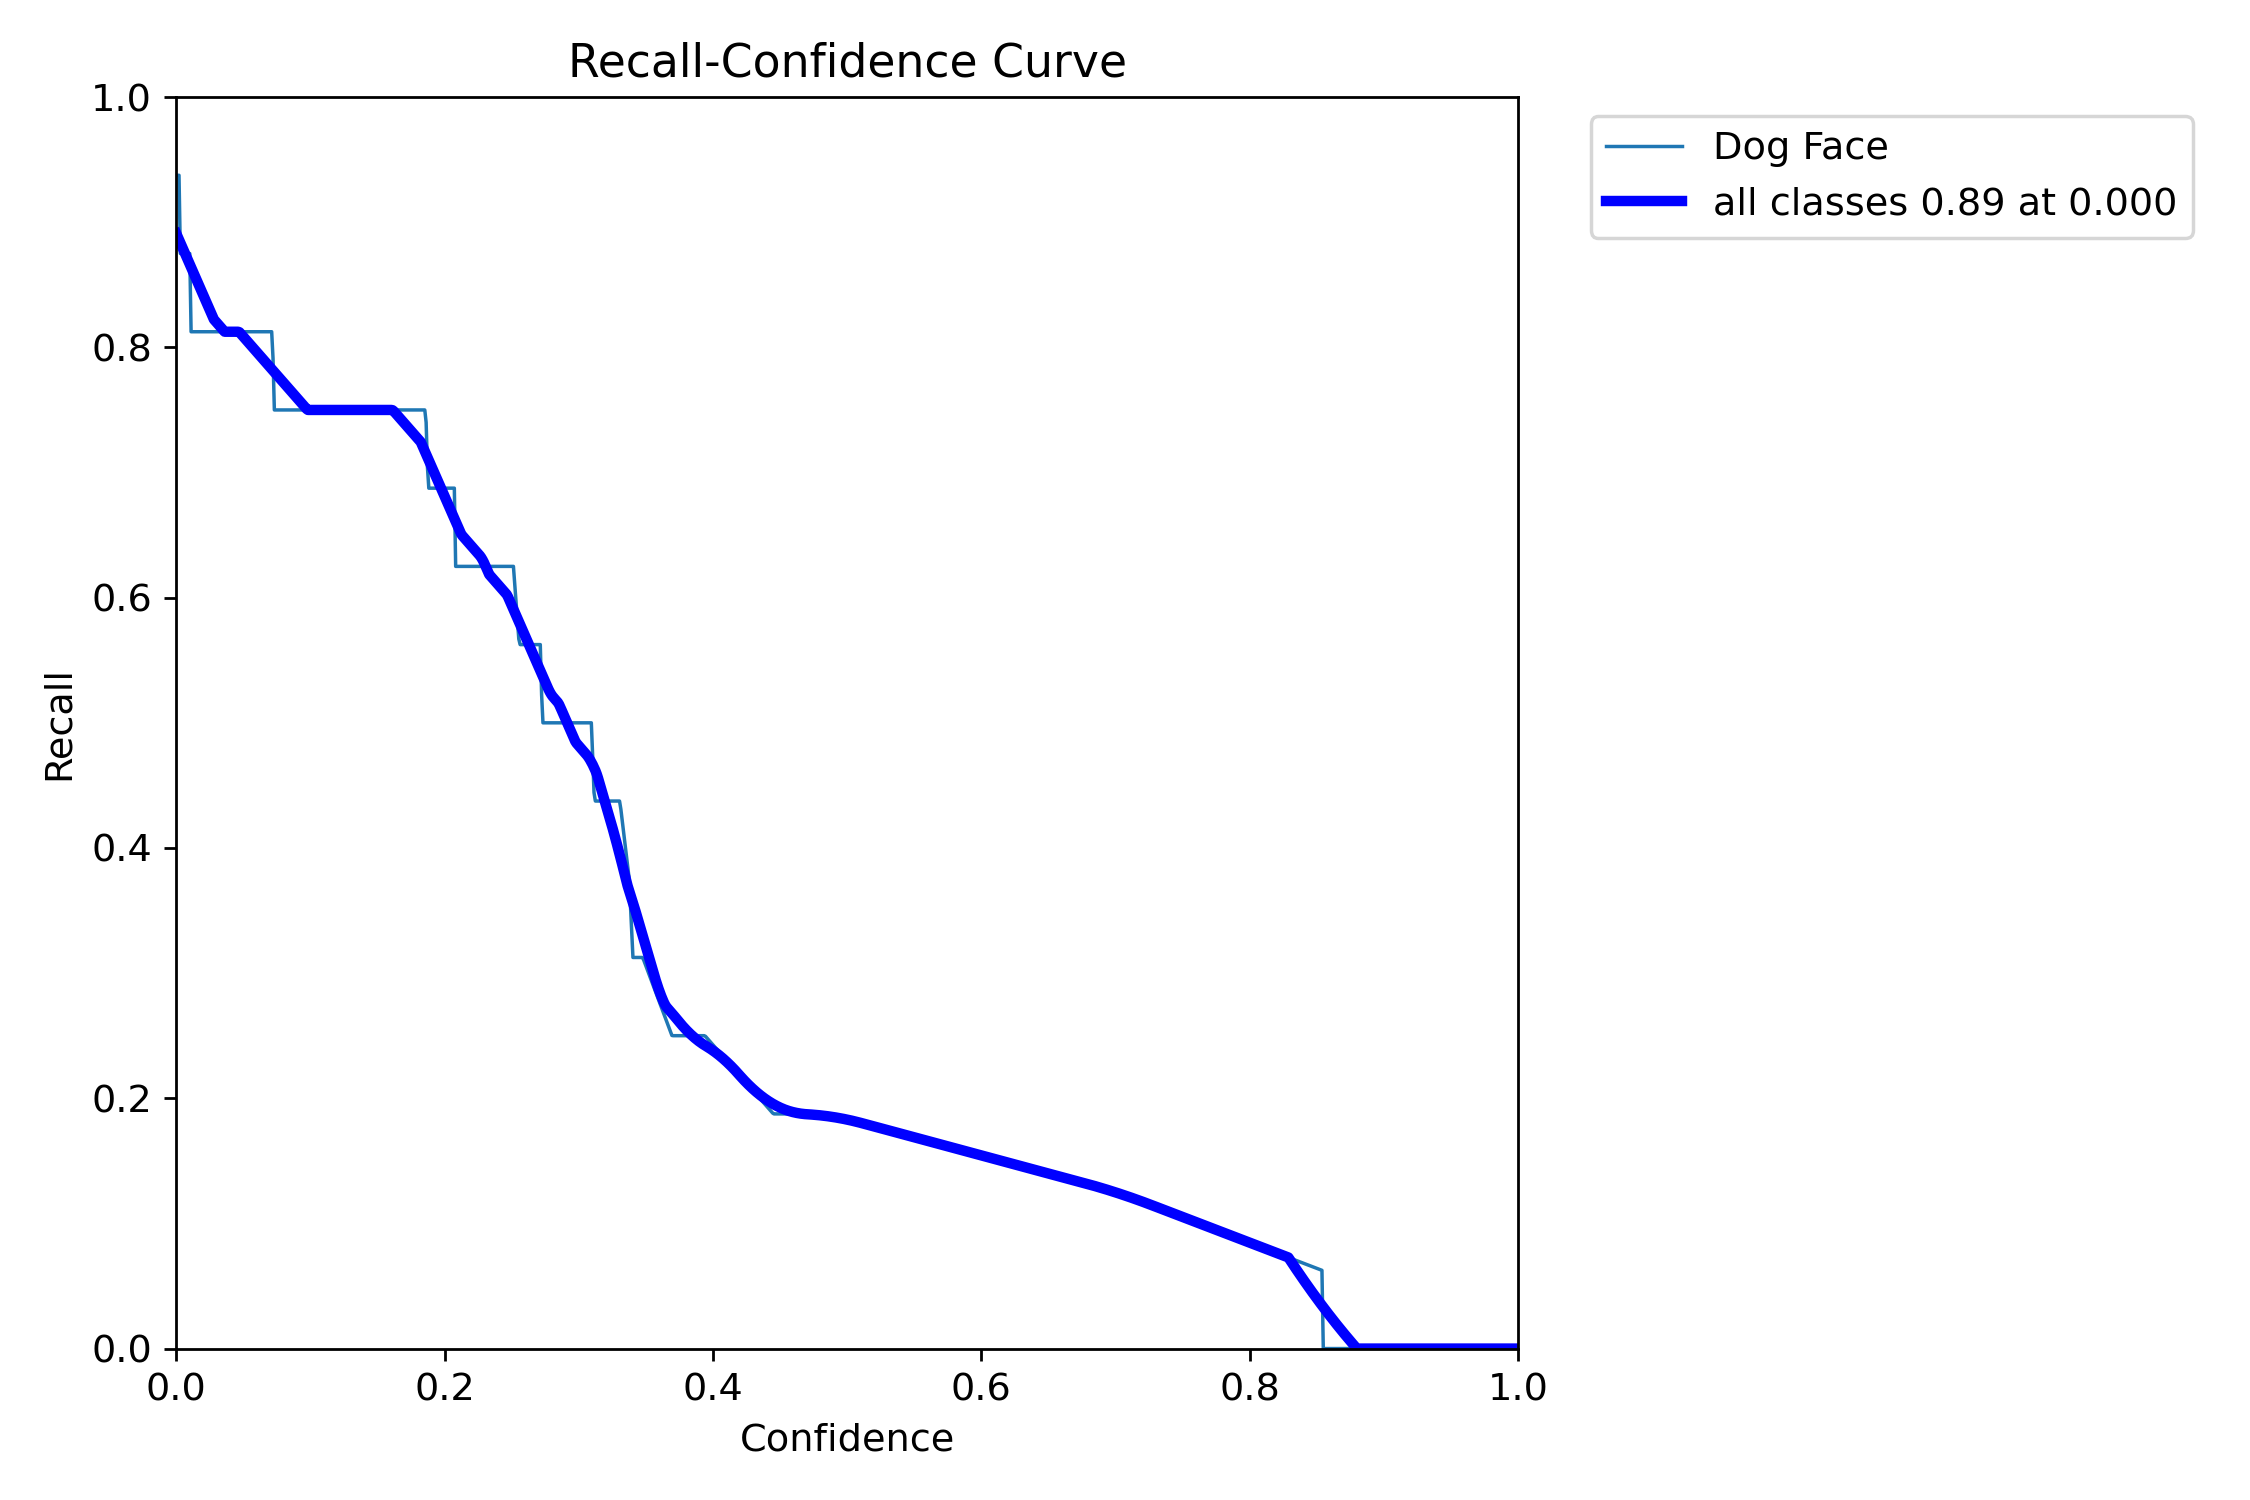 Recall-Confidence Curve
1.0
0.8
0.6
0.4
0.2
0.0
Recall
0.0 0.2 0.4 0.6 0.8 1.0
Confidence
Dog Face
all classes 0.89 at 0.000